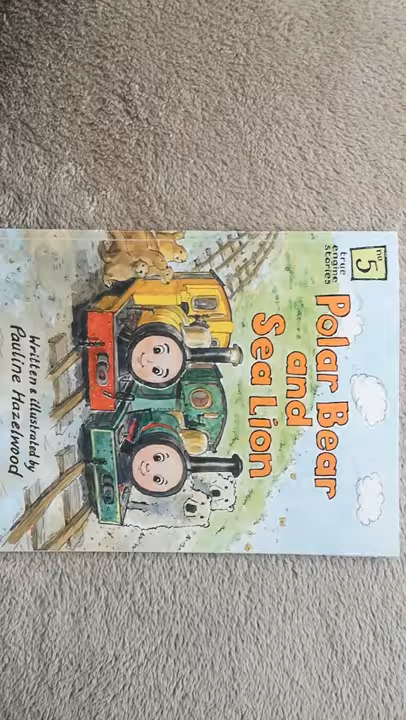 no
5
true
engine
stories
Polar Bear
and
Sea Lion
Written & illustrated by
Pauline Hazelwood